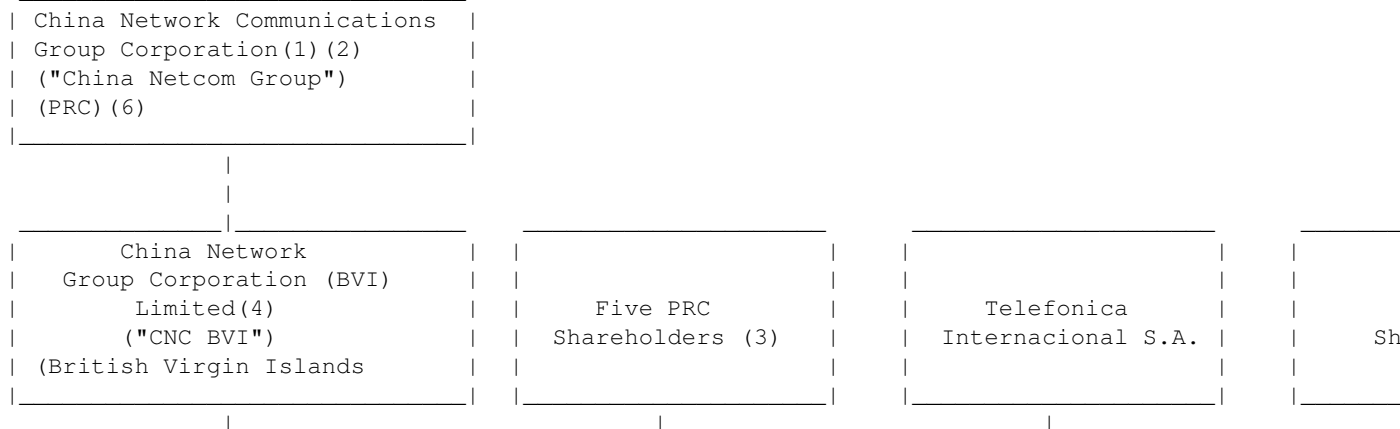 China Network Communications
Group Corporation(1)(2)
("China Netcom Group")
(PRC)(6)
China Network
Group Corporation (BVI)
Limited(4)
("CNC BVI")
(British Virgin Islands
Five PRC
Shareholders (3)
Telefonica
Internacional S.A.
Sh